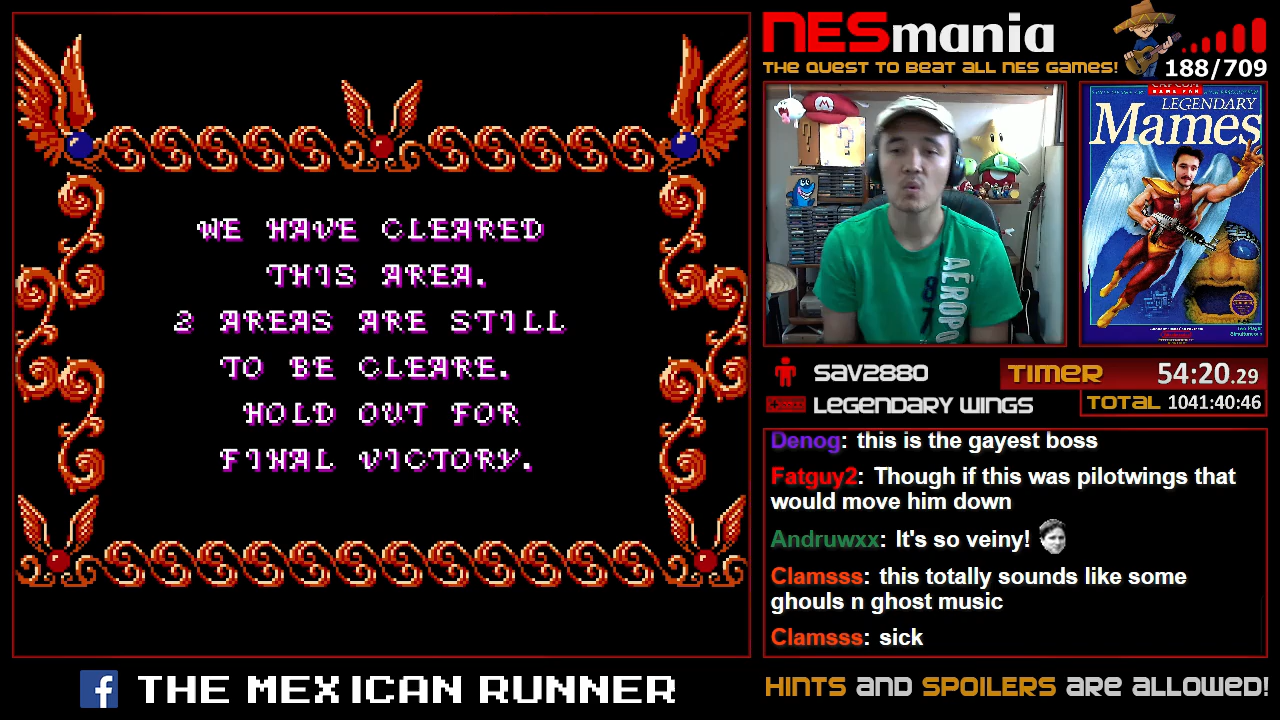 WE HAVE CLEARED
THIS AREA.
2 AREAS ARE STILL
TO BE CLEARE.
HOLD OUT FOR
FINAL VICTORY.
NESmania
THE QUEST TO BEAT ALL NES GAMES!
188/709
CAPCOM
LEGENDARY
Mames
AÉROPO
87
SAV2880
LEGENDARY WINGS
TIMER 54:20.29
TOTAL 1041:40:46
Denog: this is the gayest boss
Fatguy2: Though if this was pilotwings that
would move him down
Andruwxx: It's so veiny!
Clamsss: this totally sounds like some
ghouls n ghost music
Clamsss: sick
f THE MEXICAN RUNNER
HINTS AND SPOILERS ARE ALLOWED!